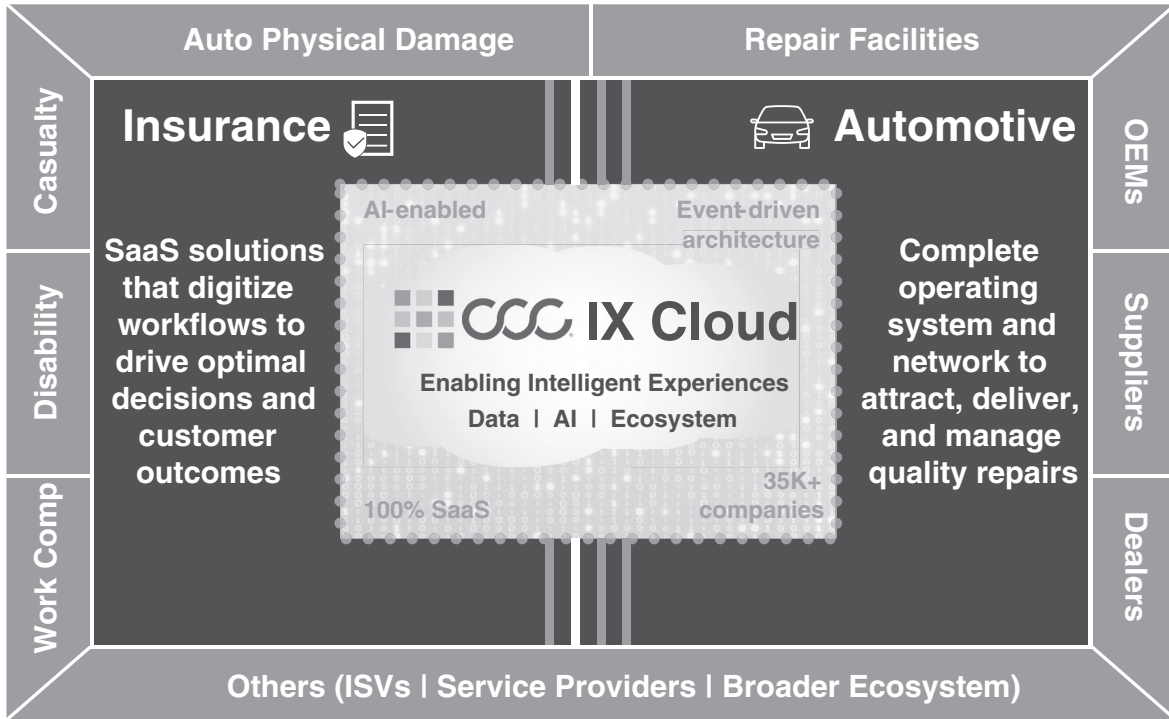 Auto Physical Damage
Repair Facilities
Casualty
Disability
Work Comp
Insurance
SaaS solutions
that digitize
workflows to
drive optimal
decisions and
customer
outcomes
AI-enabled
Event-driven
architecture
CCC IX Cloud
Enabling Intelligent Experiences
Data | AI | Ecosystem
100% SaaS
35K+
companies
Automotive
Complete
operating
system and
network to
attract, deliver,
and manage
quality repairs
OEMs
Suppliers
Dealers
Others (ISVs | Service Providers | Broader Ecosystem)